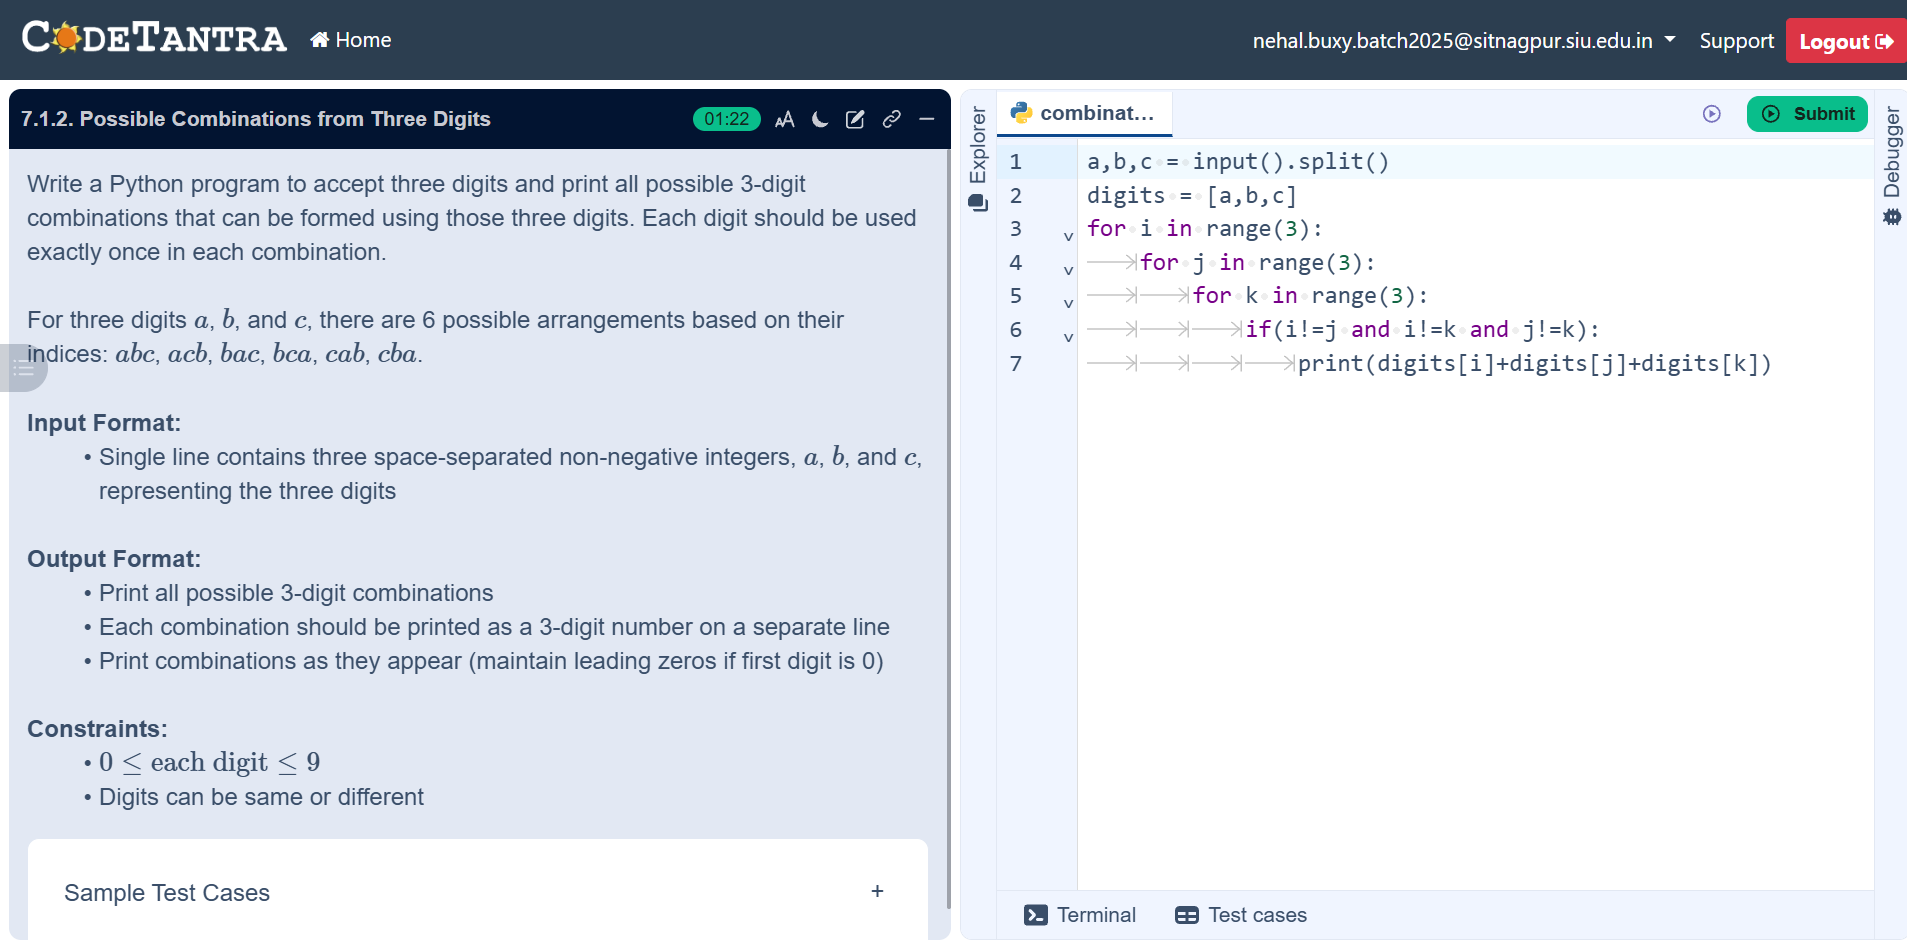 CODETANTRA
Home
nehal.buxy.batch2025@sitnagpur.siu.edu.in
Support
Logout
7.1.2. Possible Combinations from Three Digits
01:22
AA
Write a Python program to accept three digits and print all possible 3-digit
combinations that can be formed using those three digits. Each digit should be used
exactly once in each combination.
For three digits a, b, and c, there are 6 possible arrangements based on their
indices: abc, acb, bac, bca, cab, cba.
Input Format:
• Single line contains three space-separated non-negative integers, a, b, and c,
representing the three digits
Output Format:
• Print all possible 3-digit combinations
• Each combination should be printed as a 3-digit number on a separate line
• Print combinations as they appear (maintain leading zeros if first digit is 0)
Constraints:
• 0 ≤ each digit ≤ 9
• Digits can be same or different
Sample Test Cases
+
Explorer
combinat...
Submit
Debugger
1 a,b,c = input().split()
2 digits = [a,b,c]
3 for i in range(3):
4 for j in range(3):
5 for k in range(3):
6 if(i!=j and i!=k and j!=k):
7 print(digits[i]+digits[j]+digits[k])
Terminal
Test cases